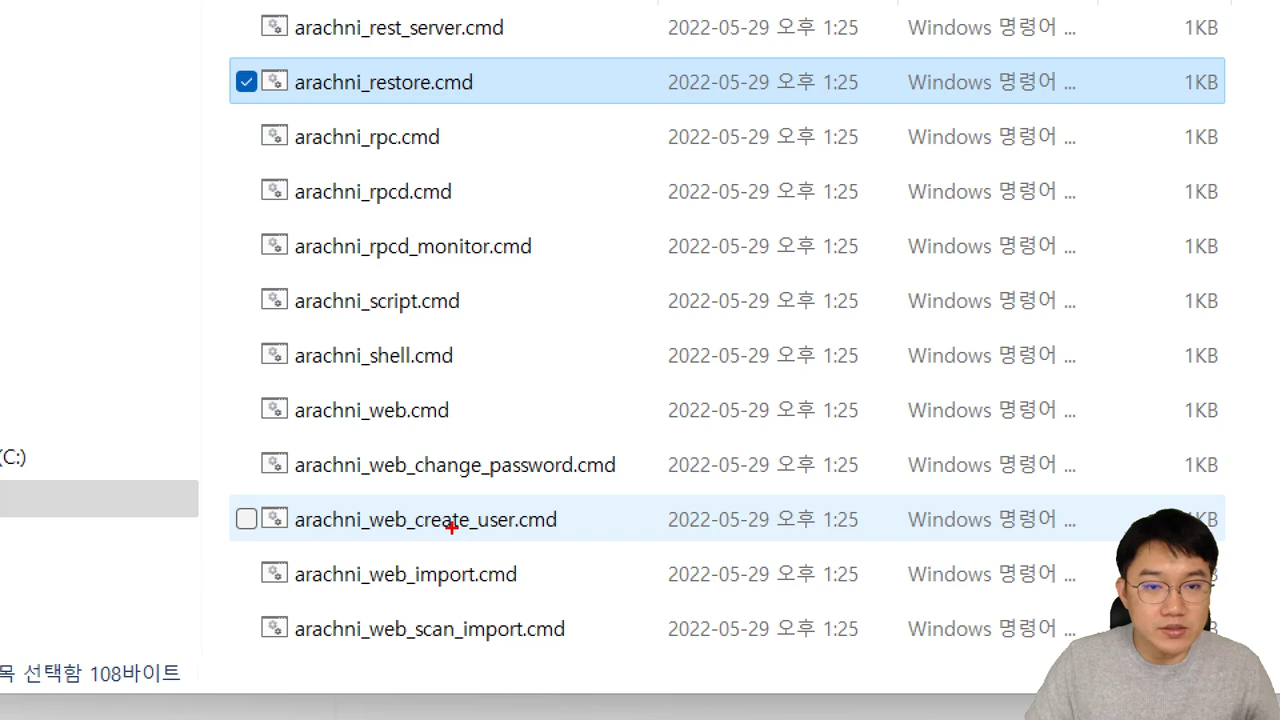 arachni_rest_server.cmd 2022-05-29 오후 1:25 Windows 명령어 ... 1KB
arachni_restore.cmd 2022-05-29 오후 1:25 Windows 명령어 ... 1KB
arachni_rpc.cmd 2022-05-29 오후 1:25 Windows 명령어 ... 1KB
arachni_rpcd.cmd 2022-05-29 오후 1:25 Windows 명령어 ... 1KB
arachni_rpcd_monitor.cmd 2022-05-29 오후 1:25 Windows 명령어 ... 1KB
arachni_script.cmd 2022-05-29 오후 1:25 Windows 명령어 ... 1KB
arachni_shell.cmd 2022-05-29 오후 1:25 Windows 명령어 ... 1KB
arachni_web.cmd 2022-05-29 오후 1:25 Windows 명령어 ... 1KB
(C:)
arachni_web_change_password.cmd 2022-05-29 오후 1:25 Windows 명령어 ... 1KB
arachni_web_create_user.cmd 2022-05-29 오후 1:25 Windows 명령어 ... KB
arachni_web_import.cmd 2022-05-29 오후 1:25 Windows 명령어 ...
arachni_web_scan_import.cmd 2022-05-29 오후 1:25 Windows 명령어 ...
목 선택함 108바이트